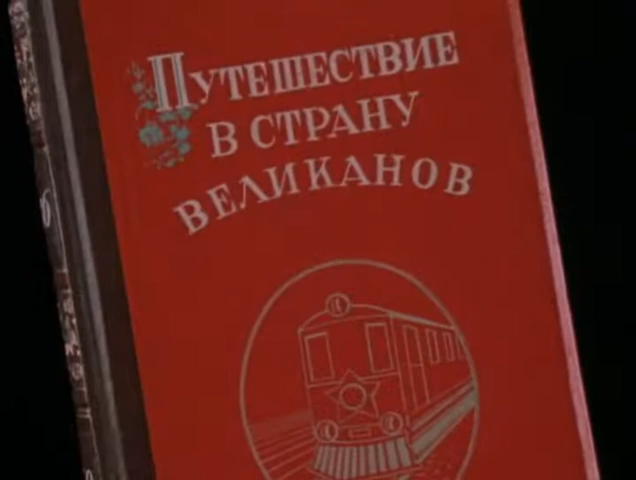 Путешествие
в страну
великанов